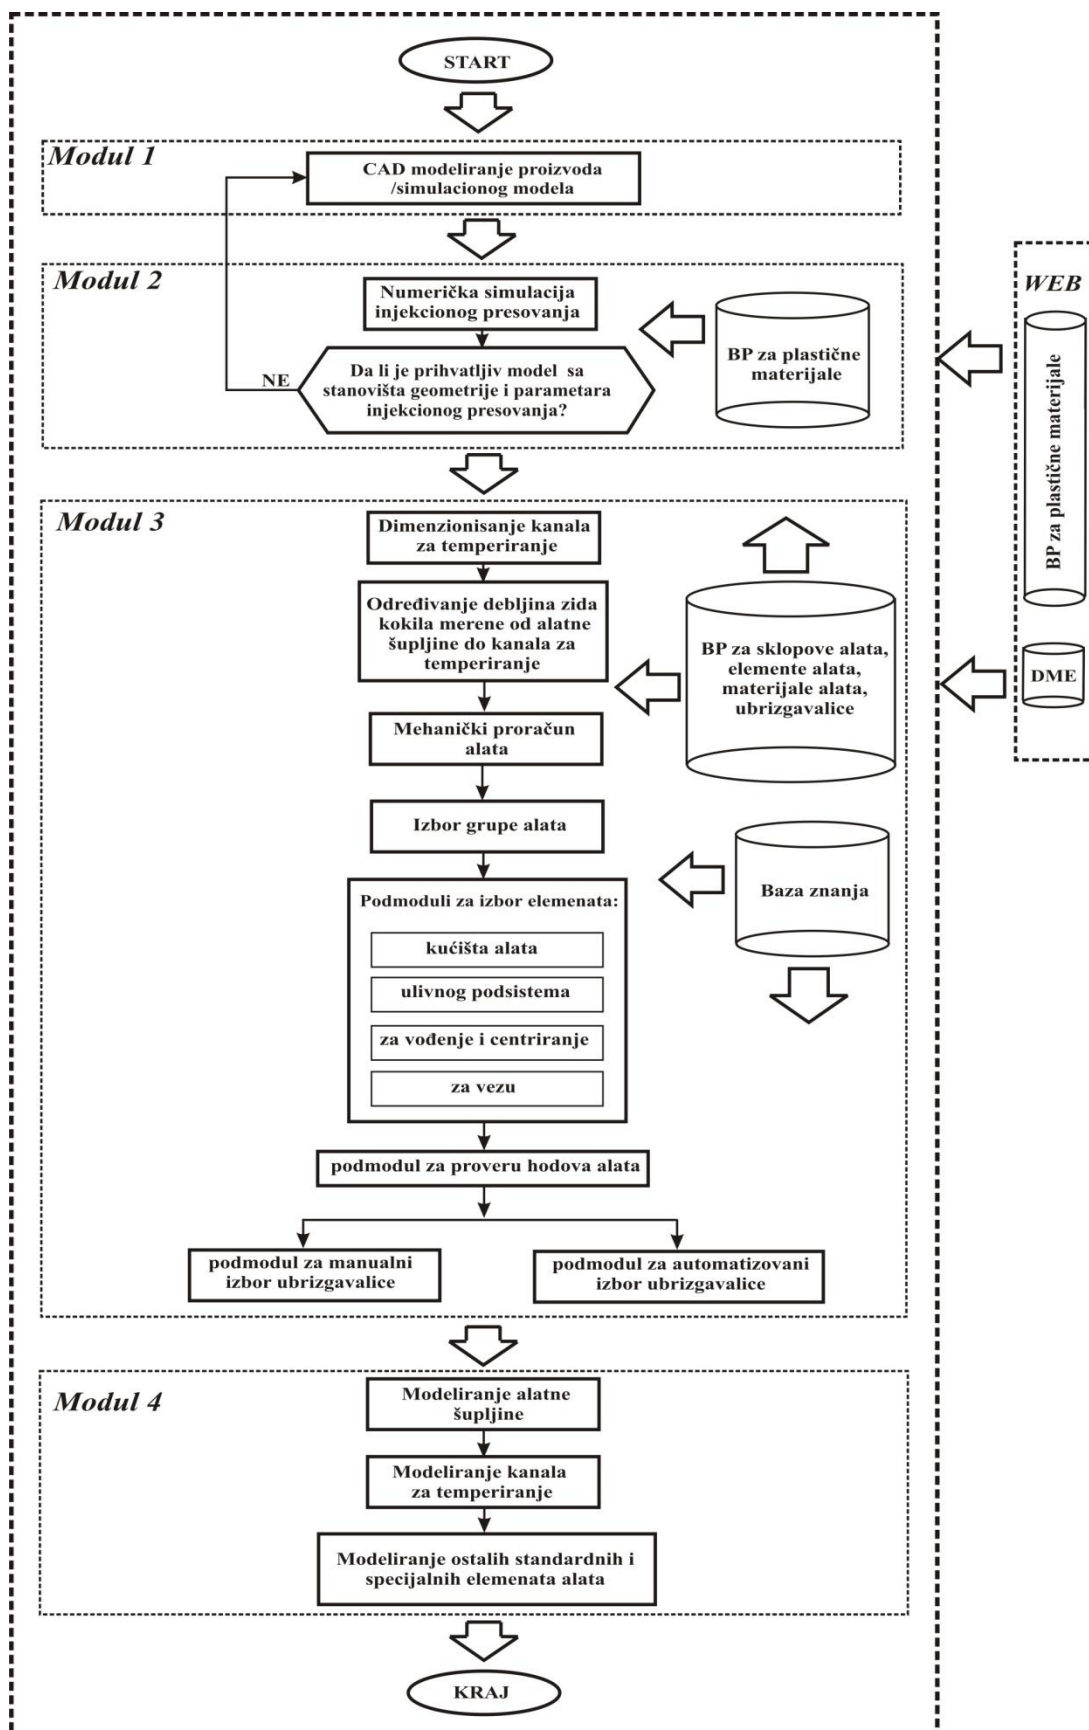 START
Modul 1
CAD modeliranje proizvoda
/simulacionog modela
Modul 2
Numerička simulacija
injekcionog presovanja
NE
Da li je prihvatljiv model sa
stanovišta geometrije i parametara
injekcionog presovanja?
BP za plastične
materijale
WEB
BP za plastične materijale
DME
Modul 3
Dimenzionisanje kanala
za temperiranje
Određivanje debljina zida
kokila merene od alatne
šupljine do kanala za
temperiranje
BP za sklopove alata,
elemente alata,
materijale alata,
ubrizgavalice
Mehanički proračun
alata
Izbor grupe alata
Baza znanja
Podmoduli za izbor elemenata:
kućišta alata
ulivnog podsistema
za vođenje i centriranje
za vezu
podmodul za proveru hodova alata
podmodul za manualni
izbor ubrizgavalice
podmodul za automatizovani
izbor ubrizgavalice
Modul 4
Modeliranje alatne
šupljine
Modeliranje kanala
za temperiranje
Modeliranje ostalih standardnih i
specijalnih elemenata alata
KRAJ